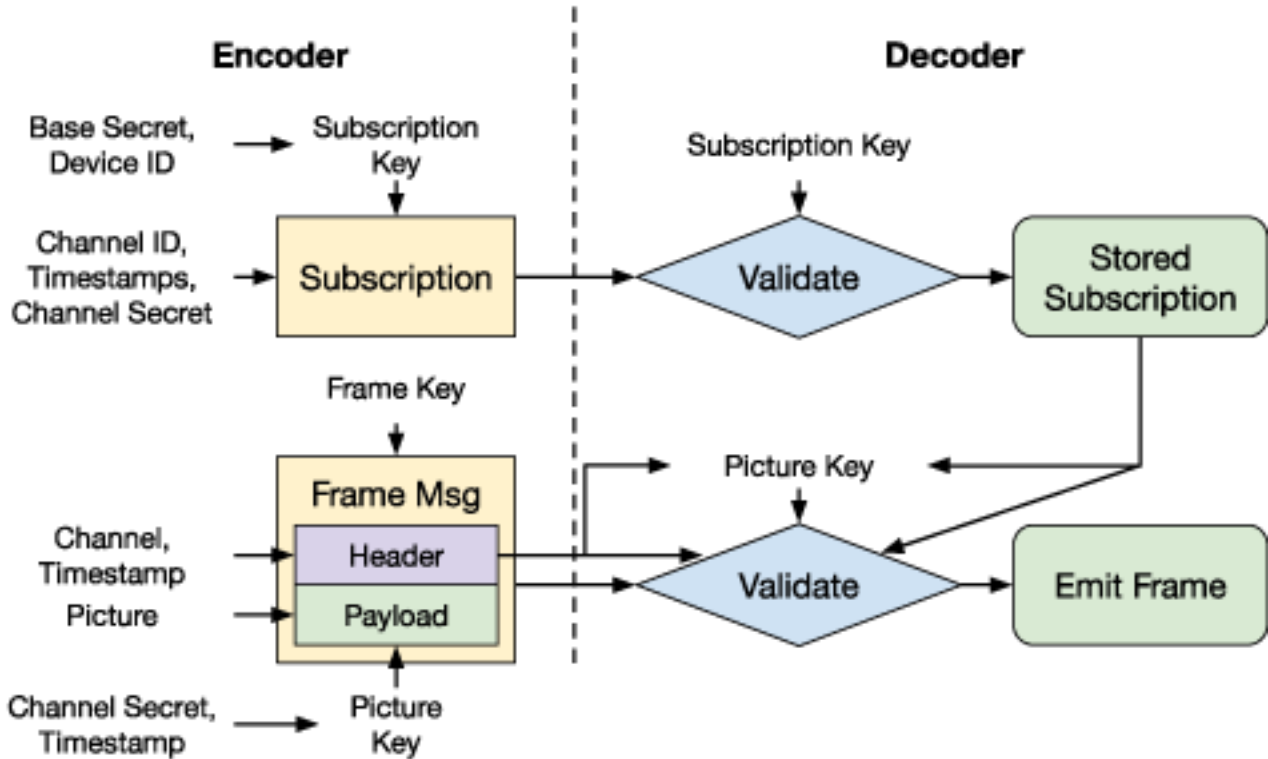 Encoder
Decoder
Base Secret,
Device ID
Subscription
Key
Subscription Key
Channel ID,
Timestamps,
Channel Secret
Subscription
Validate
Stored
Subscription
Frame Key
Picture Key
Frame Msg
Channel,
Timestamp
Header
Validate
Emit Frame
Picture
Payload
Channel Secret,
Timestamp
Picture
Key